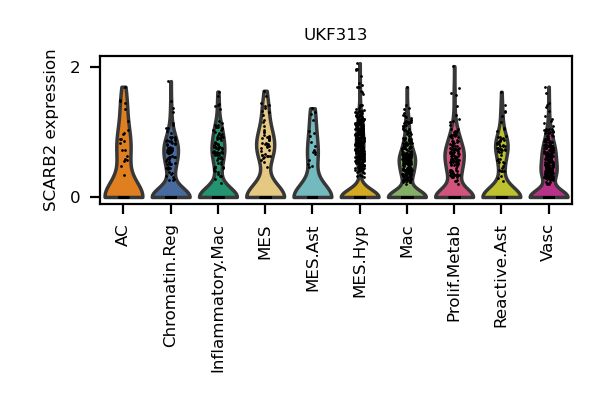 UKF313
SCARB2 expression
2
0
AC
Chromatin.Reg
Inflammatory.Mac
MES
MES.Ast
MES.Hyp
Mac
Prolif.Metab
Reactive.Ast
Vasc